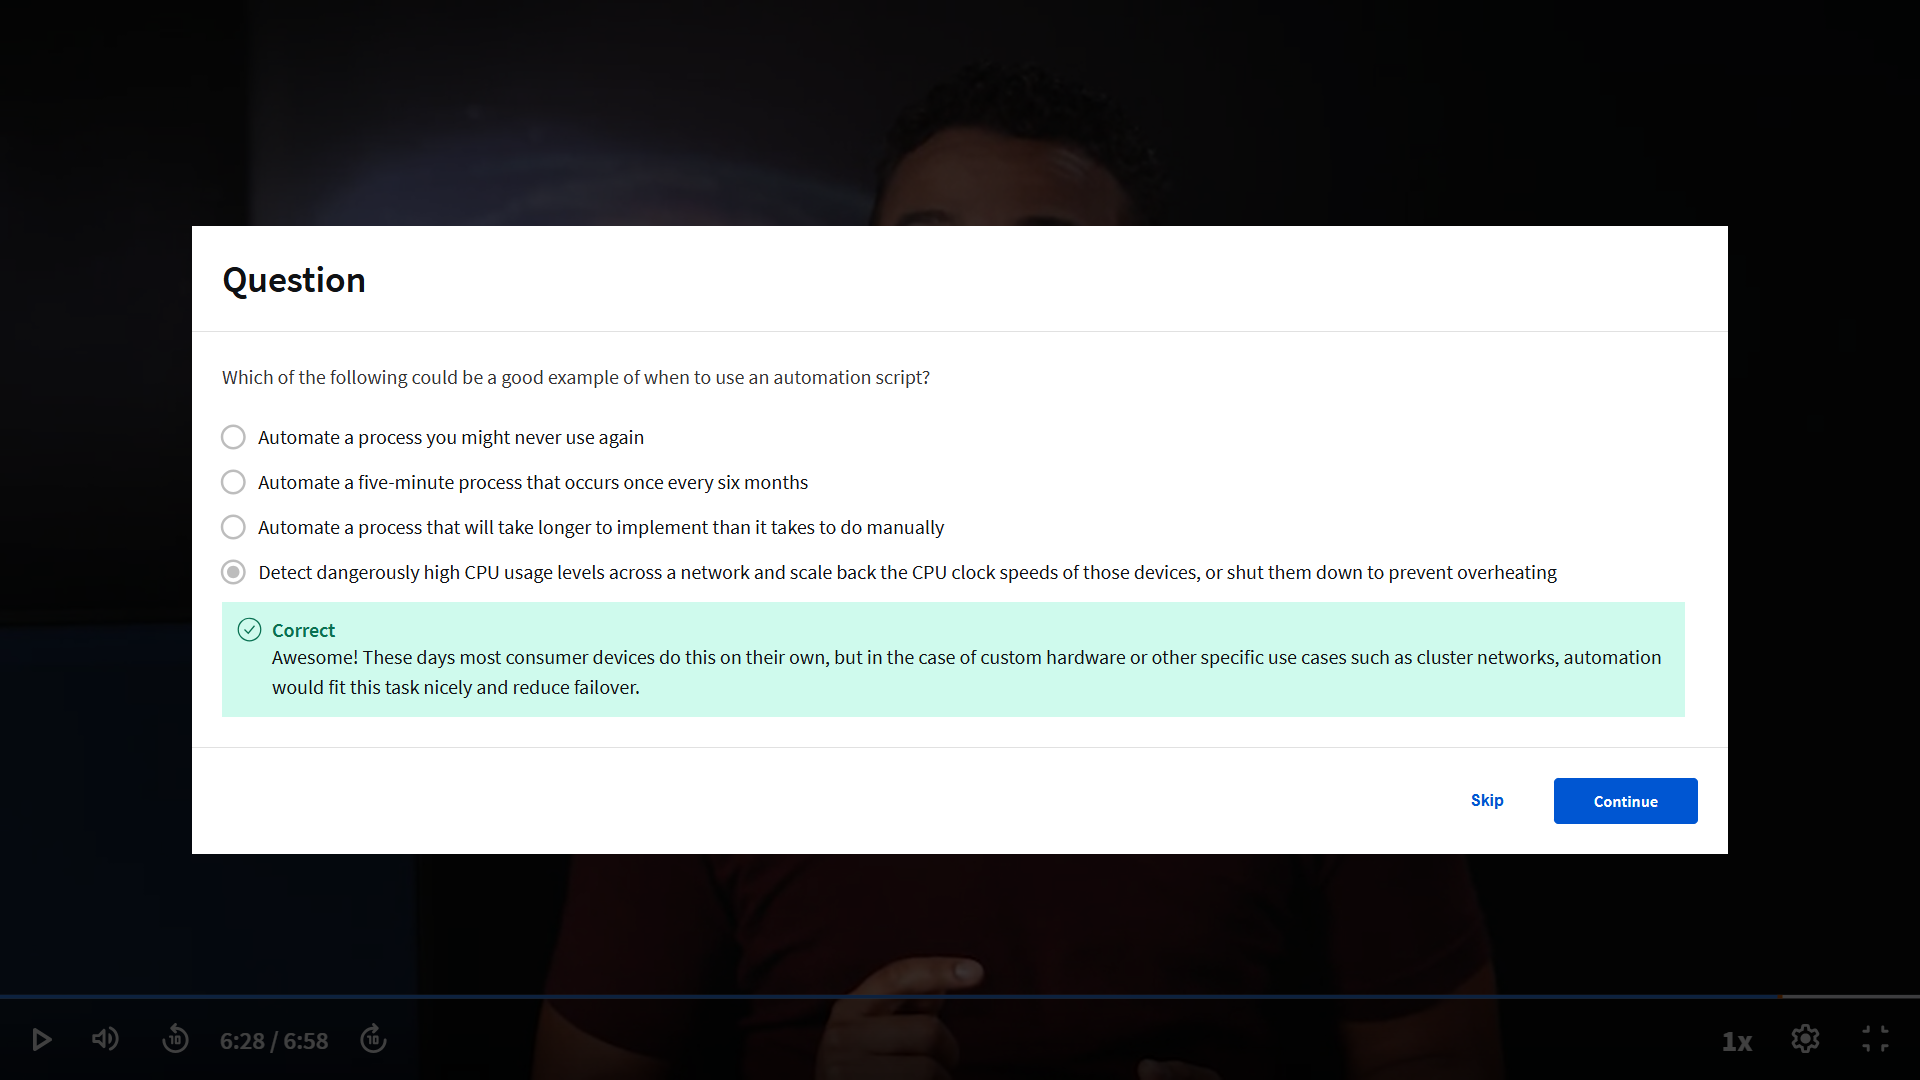 Question
Which of the following could be a good example of when to use an automation script?
Automate a process you might never use again
Automate a five-minute process that occurs once every six months
Automate a process that will take longer to implement than it takes to do manually
Detect dangerously high CPU usage levels across a network and scale back the CPU clock speeds of those devices, or shut them down to prevent overheating
Correct
Awesome! These days most consumer devices do this on their own, but in the case of custom hardware or other specific use cases such as cluster networks, automation
would fit this task nicely and reduce failover.
Skip
Continue
10
6:28 / 6:58
10
1x